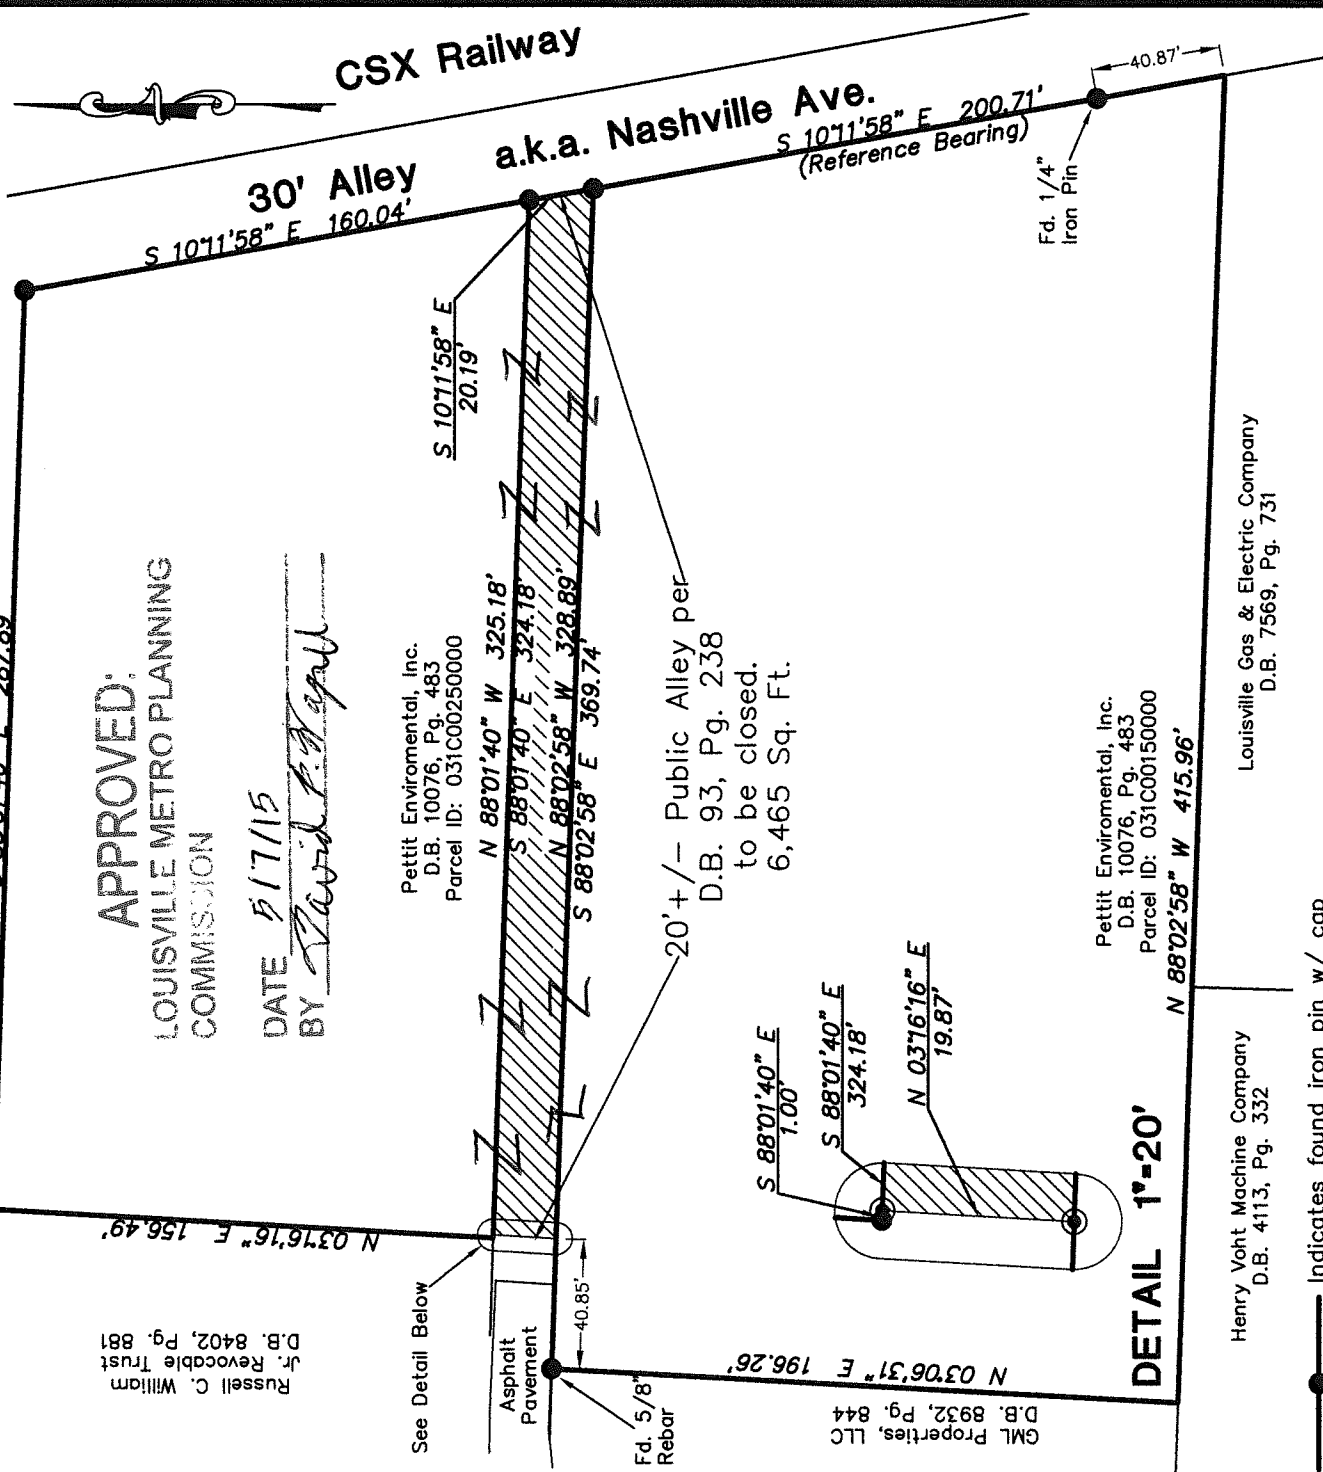 CSX Railway
30' Alley a.k.a. Nashville Ave.
S 10°11'58" E 160.04'
S 10°11'58" E 200.71'
(Reference Bearing)
40.87'
Fd. 1/4"
Iron Pin
S 10°11'58" E
20.19'
APPROVED:
LOUISVILLE METRO PLANNING
COMMISSION
DATE 5/7/15
BY
Pettit Enviromental, Inc.
D.B. 10076, Pg. 483
Parcel ID: 031C00250000
N 88°01'40" W 325.18'
S 88°01'40" E 324.18'
N 88°02'58" W 328.89'
S 88°02'58" E 369.74'
20'+/- Public Alley per
D.B. 93, Pg. 238
to be closed.
6,465 Sq. Ft.
N 03°16'16" E 156.49'
Russell C. William
Jr. Revocable Trust
D.B. 8402, Pg. 881
See Detail Below
Asphalt
Pavement
40.85'
Fd. 5/8"
Rebar
N 03°06'31" E 196.26'
GML Properties, LLC
D.B. 8932, Pg. 844
S 88°01'40" E
1.00'
S 88°01'40" E
324.18'
N 03°16'16" E
19.87'
DETAIL 1"=20'
Pettit Enviromental, Inc.
D.B. 10076, Pg. 483
Parcel ID: 031C00150000
N 88°02'58" W 415.96'
Louisville Gas & Electric Company
D.B. 7569, Pg. 731
Henry Voht Machine Company
D.B. 4113, Pg. 332
Indicates found iron pin w/ cap